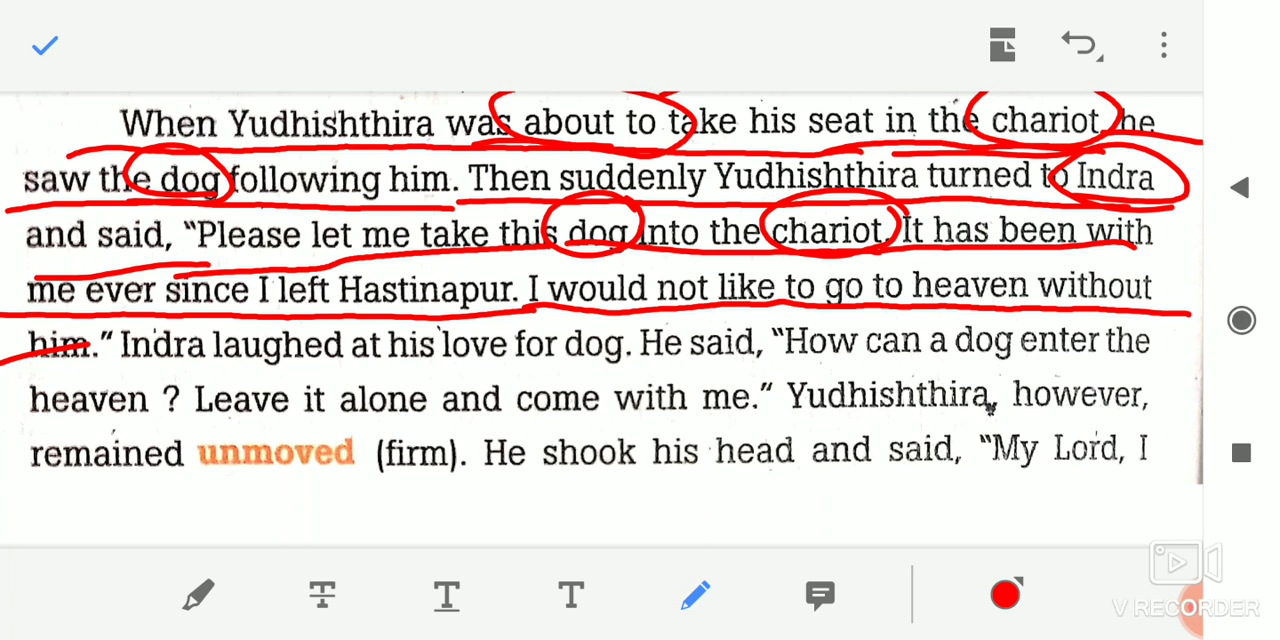 When Yudhishthira was about to take his seat in the chariot, he
saw the dog following him. Then suddenly Yudhishthira turned to Indra
and said, “Please let me take this dog into the chariot. It has been with
me ever since I left Hastinapur. I would not like to go to heaven without
him.” Indra laughed at his love for dog. He said, “How can a dog enter the
heaven ? Leave it alone and come with me.” Yudhishthira, however,
remained unmoved (firm). He shook his head and said, “My Lord, I
V RECORDER